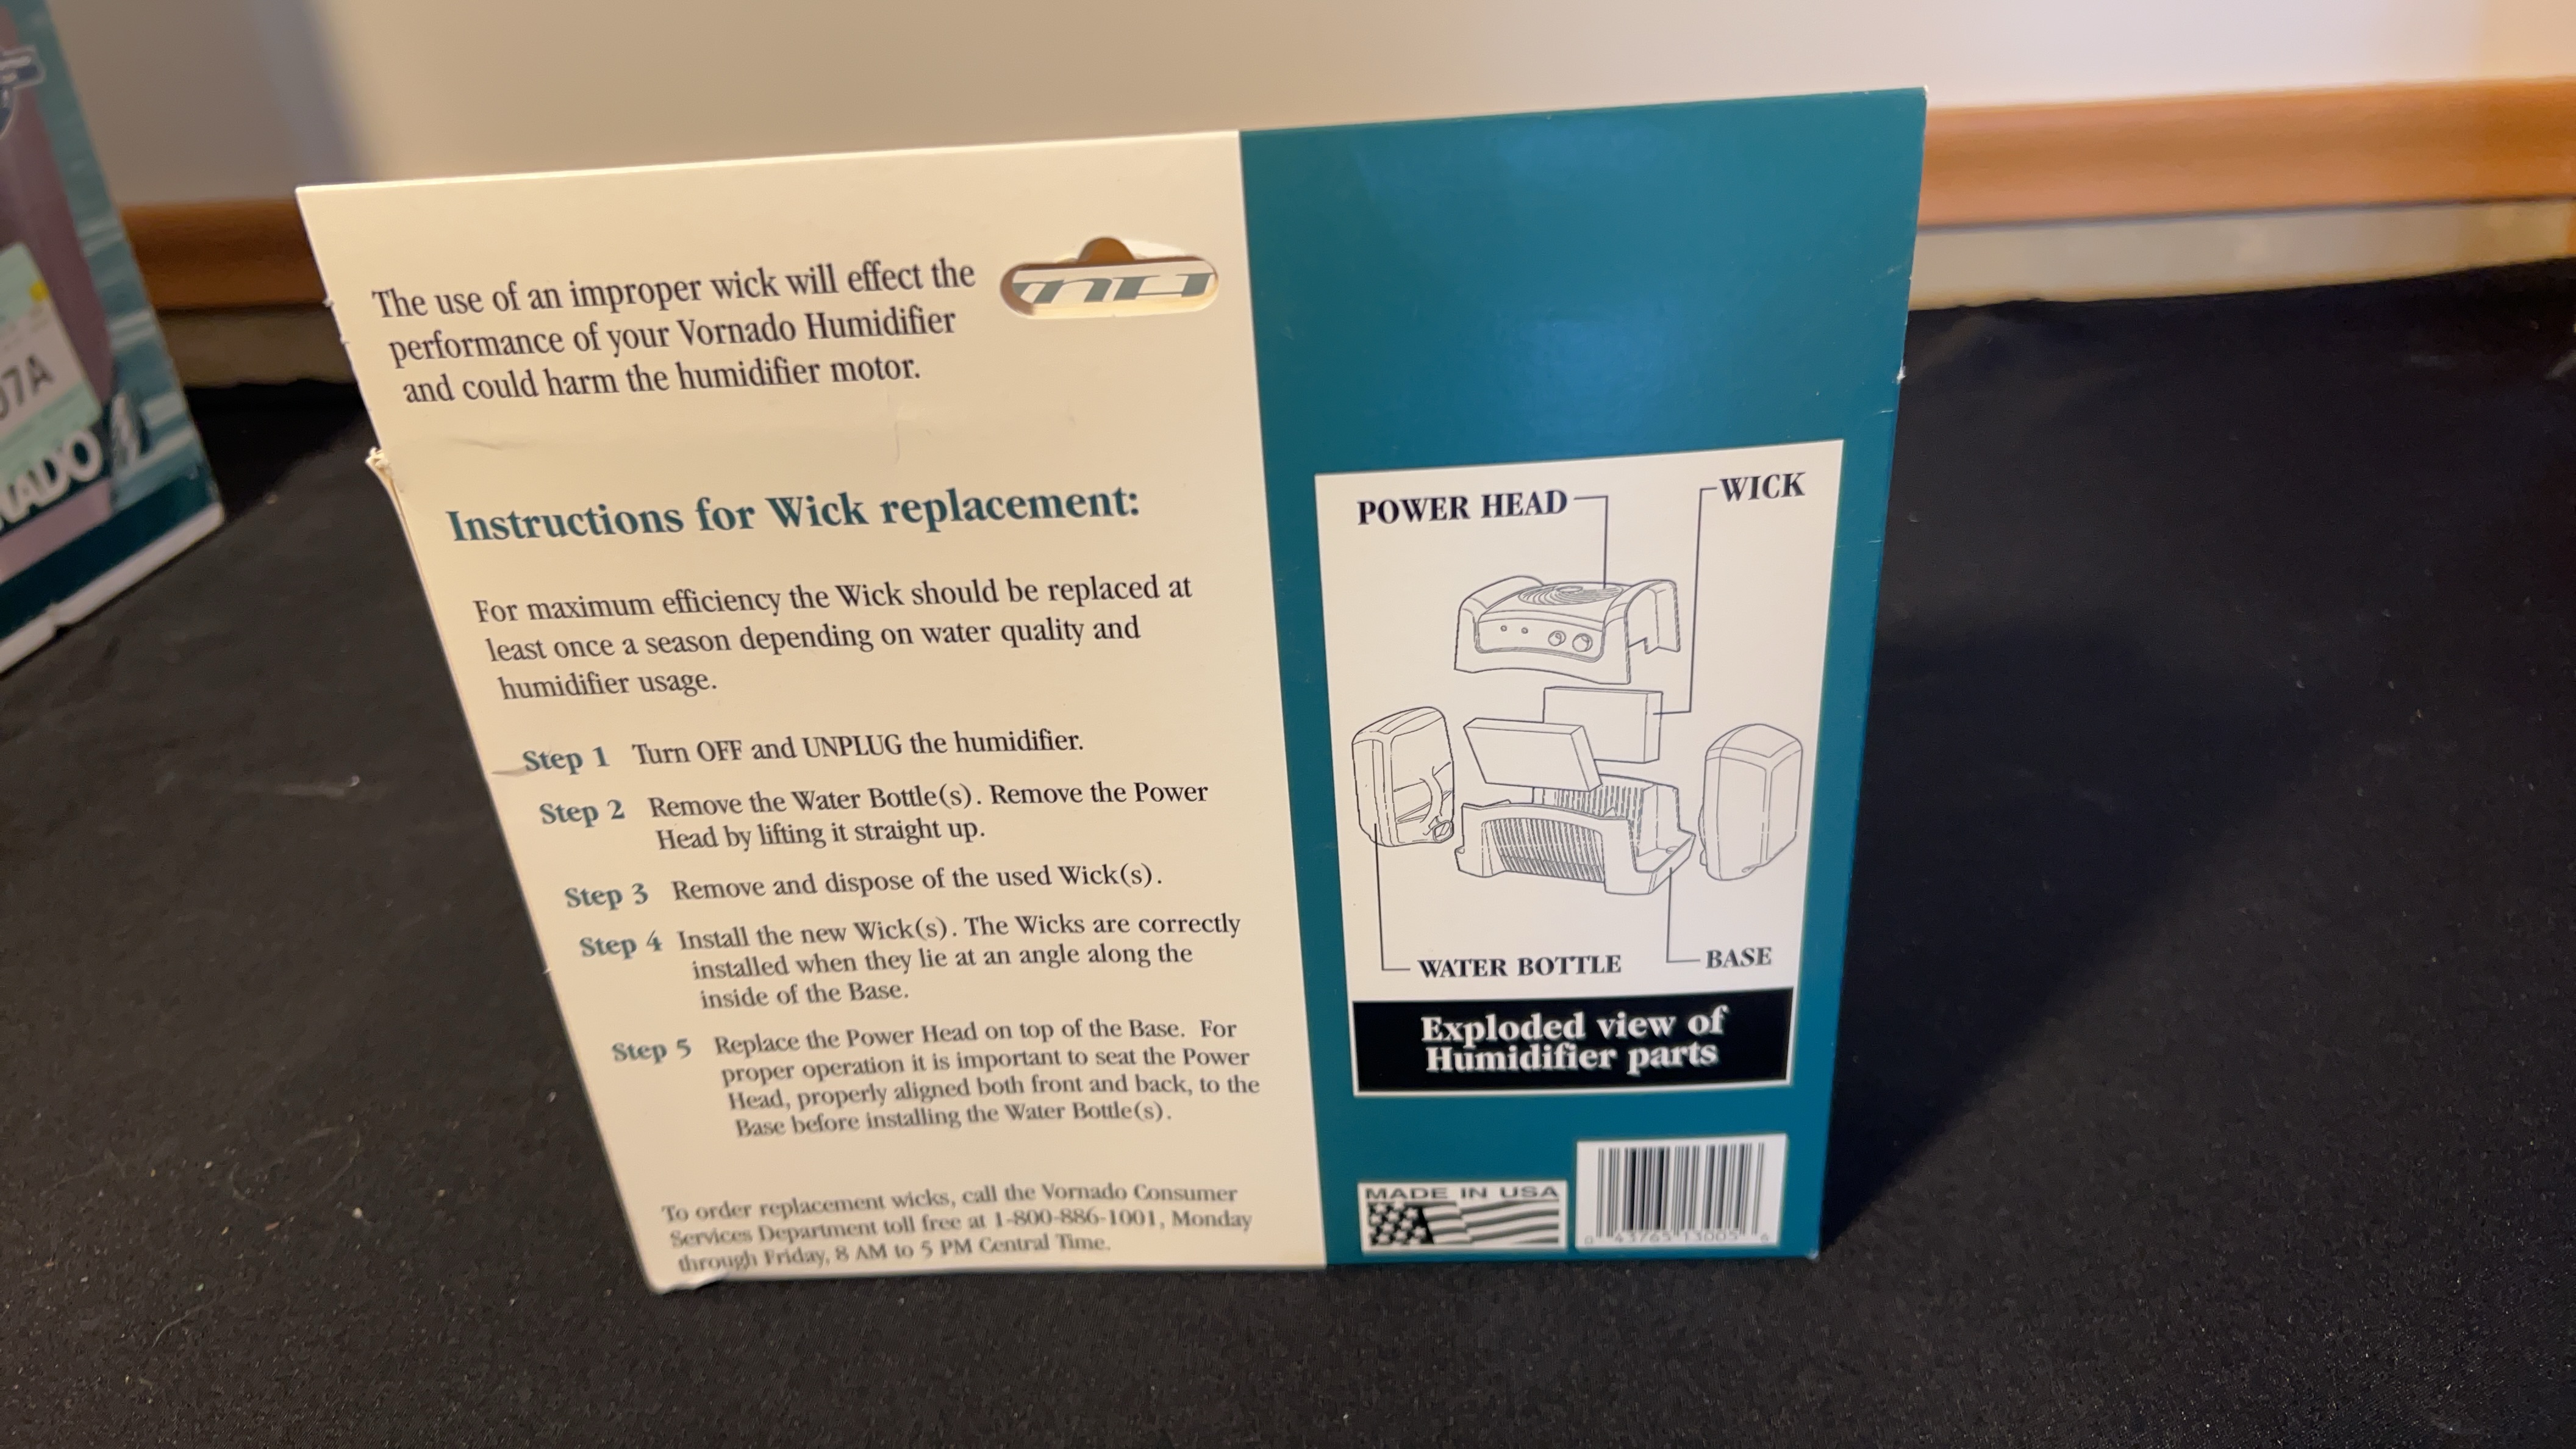 The use of an improper wick will effect the
performance of your Vornado Humidifier
and could harm the humidifier motor.
Instructions for Wick replacement:
For maximum efficiency the Wick should be replaced at
least once a season depending on water quality and
humidifier usage.
Step 1 Turn OFF and UNPLUG the humidifier.
Step 2 Remove the Water Bottle(s). Remove the Power
Head by lifting it straight up.
Step 3 Remove and dispose of the used Wick(s).
Step 4 Install the new Wick(s). The Wicks are correctly
installed when they lie at an angle along the
inside of the Base.
Step 5 Replace the Power Head on top of the Base. For
proper operation it is important to seat the Power
Head, properly aligned both front and back, to the
Base before installing the Water Bottle(s).
To order replacement wicks, call the Vornado Consumer
Services Department toll free at 1-800-886-1001, Monday
through Friday, 8 AM to 5 PM Central Time.
POWER HEAD
WICK
WATER BOTTLE
BASE
Exploded view of
Humidifier parts
MADE IN USA
0 43765 13005 6
07A
NADO